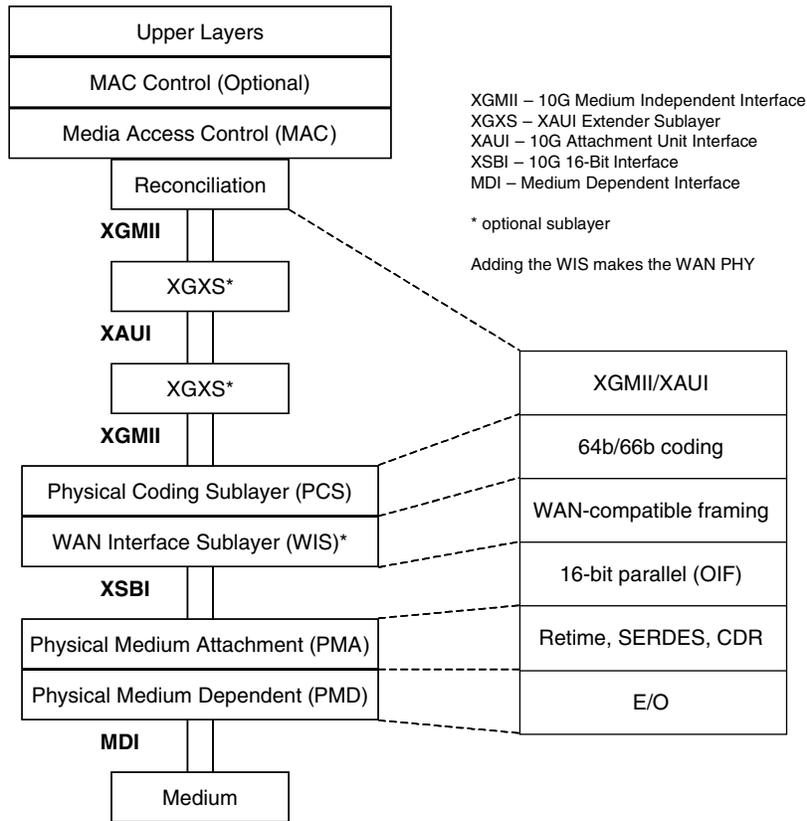 Upper Layers
MAC Control (Optional)
Media Access Control (MAC)
Reconciliation
XGMII
XGXS*
XAUI
XGXS*
XGMII
Physical Coding Sublayer (PCS)
WAN Interface Sublayer (WIS)*
XSBI
Physical Medium Attachment (PMA)
Physical Medium Dependent (PMD)
MDI
Medium
XGMII – 10G Medium Independent Interface
XGXS – XAUI Extender Sublayer
XAUI – 10G Attachment Unit Interface
XSBI – 10G 16-Bit Interface
MDI – Medium Dependent Interface
* optional sublayer
Adding the WIS makes the WAN PHY
XGMII/XAUI
64b/66b coding
WAN-compatible framing
16-bit parallel (OIF)
Retime, SERDES, CDR
E/O